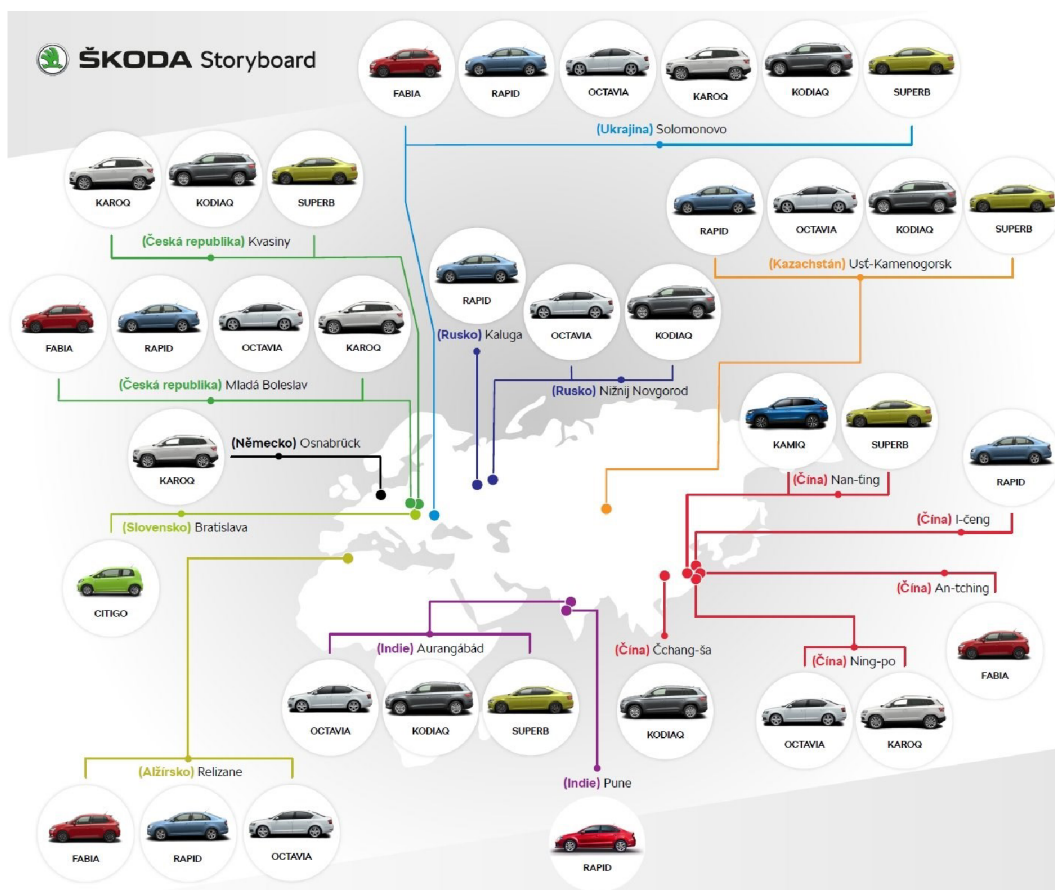 ŠKODA Storyboard
FABIA
RAPID
OCTAVIA
KAROQ
KODIAQ
SUPERB
(Ukrajina) Solomonovo
KAROQ
KODIAQ
SUPERB
(Česká republika) Kvasiny
RAPID
OCTAVIA
KODIAQ
SUPERB
(Kazachstán) Usť-Kamenogorsk
RAPID
(Rusko) Kaluga
OCTAVIA
KODIAQ
(Rusko) Nižnij Novgorod
FABIA
RAPID
OCTAVIA
KAROQ
(Česká republika) Mladá Boleslav
KAROQ
(Německo) Osnabrück
KAMIQ
SUPERB
(Čína) Nan-ťing
RAPID
(Čína) I-čeng
(Slovensko) Bratislava
CITIGO
(Čína) An-tching
FABIA
(Indie) Aurangábád
OCTAVIA
KODIAQ
SUPERB
(Čína) Čchang-ša
KODIAQ
(Čína) Ning-po
OCTAVIA
KAROQ
(Alžírsko) Relizane
FABIA
RAPID
OCTAVIA
(Indie) Pune
RAPID